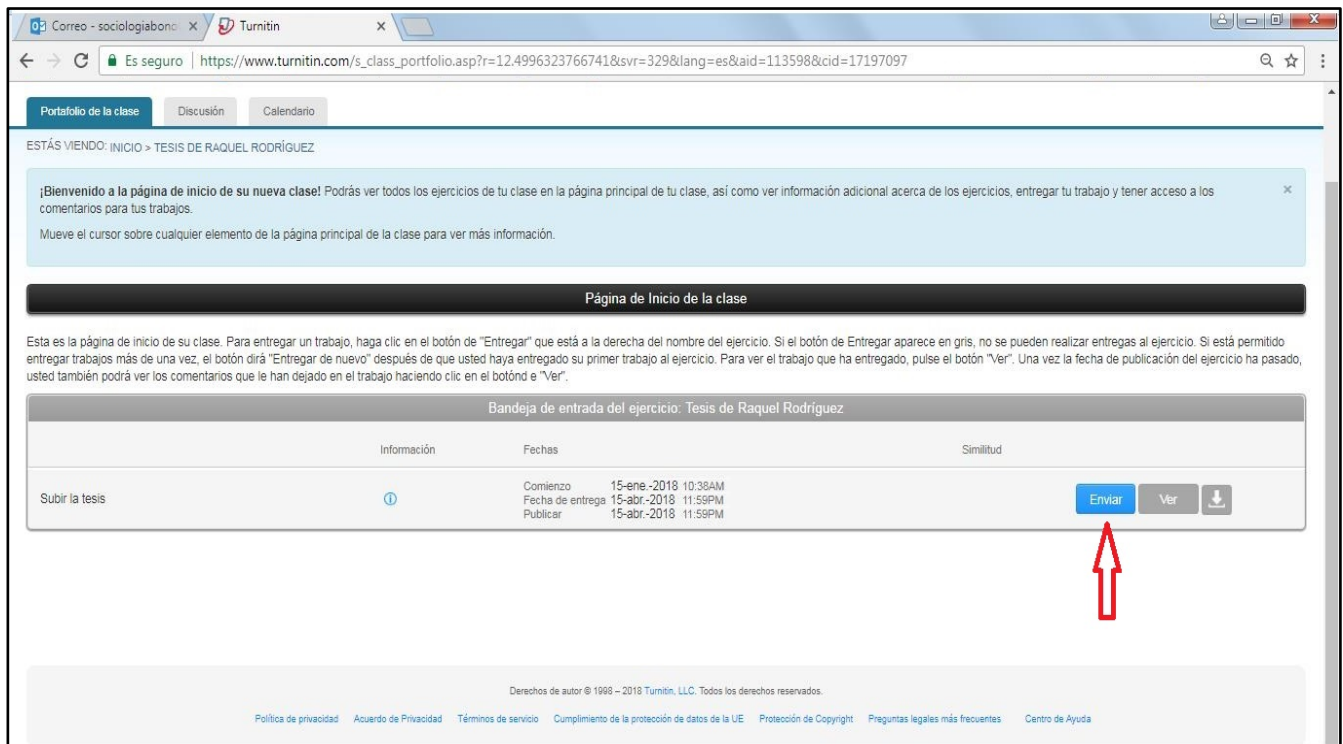 Correo - sociologiabono
Turnitin
Es seguro | https://www.turnitin.com/s_class_portfolio.asp?r=12.4996323766741&svr=329&lang=es&aid=113598&cid=17197097
Portafolio de la clase Discusión Calendario
ESTÁS VIENDO: INICIO > TESIS DE RAQUEL RODRÍGUEZ
¡Bienvenido a la página de inicio de su nueva clase! Podrás ver todos los ejercicios de tu clase en la página principal de tu clase, así como ver información adicional acerca de los ejercicios, entregar tu trabajo y tener acceso a los
comentarios para tus trabajos.
Mueve el cursor sobre cualquier elemento de la página principal de la clase para ver más información.
Página de Inicio de la clase
Esta es la página de inicio de su clase. Para entregar un trabajo, haga clic en el botón de "Entregar" que está a la derecha del nombre del ejercicio. Si el botón de Entregar aparece en gris, no se pueden realizar entregas al ejercicio. Si está permitido
entregar trabajos más de una vez, el botón dirá "Entregar de nuevo" después de que usted haya entregado su primer trabajo al ejercicio. Para ver el trabajo que ha entregado, pulse el botón "Ver". Una vez la fecha de publicación del ejercicio ha pasado,
usted también podrá ver los comentarios que le han dejado en el trabajo haciendo clic en el botónd e "Ver".
Bandeja de entrada del ejercicio: Tesis de Raquel Rodríguez
Información Fechas Similitud
Subir la tesis
Comienzo 15-ene.-2018 10:38AM
Fecha de entrega 15-abr.-2018 11:59PM
Publicar 15-abr.-2018 11:59PM
Enviar Ver
Derechos de autor © 1998 – 2018 Turnitin, LLC. Todos los derechos reservados.
Política de privacidad Acuerdo de Privacidad Términos de servicio Cumplimiento de la protección de datos de la UE Protección de Copyright Preguntas legales más frecuentes Centro de Ayuda